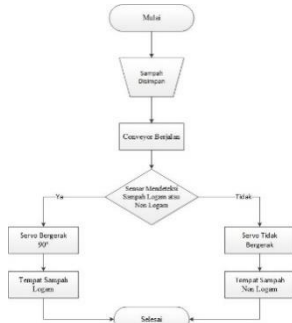 Mulai
Sampah
Disimpan
Conveyor Berjalan
Sensor Mendeteksi
Sampah Logam atau
Non Logam
Ya
Tidak
Servo Bergerak
90°
Servo Tidak
Bergerak
Tempat Sampah
Logam
Tempat Sampah
Non Logam
Selesai